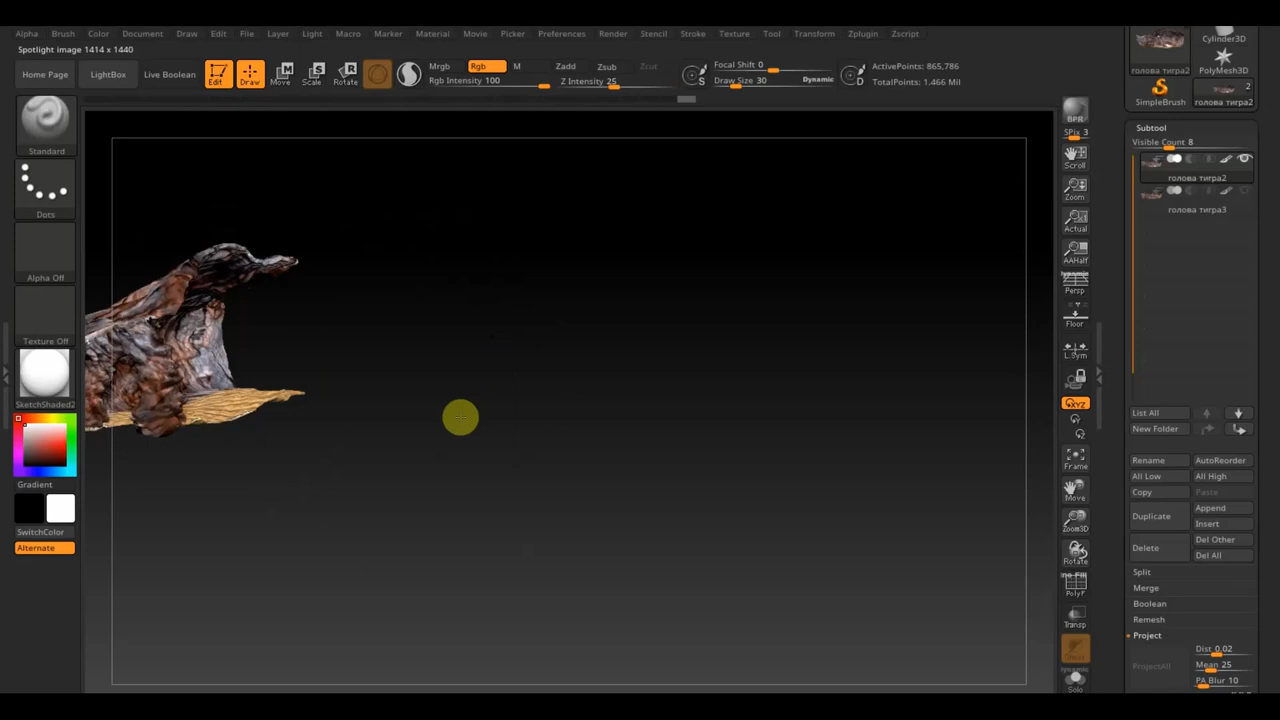 Alpha Brush Color Document Draw Edit File Layer Light Macro Marker Material Movie Picker Preferences Render Stencil Stroke Texture Tool Transform Zplugin Zscript
Spotlight image 1414 x 1440
Home Page
LightBox
Live Boolean
Edit
Draw
Move
Scale
Rotate
Mrgb
Rgb
M
Rgb Intensity 100
Zadd
Zsub
Zcut
Z Intensity 25
Focal Shift 0
Draw Size 30
Dynamic
ActivePoints: 865,786
TotalPoints: 1.466 Mil
Standard
Dots
Alpha Off
Texture Off
SketchShaded2
Gradient
SwitchColor
Alternate
BPR
SPix 3
Scroll
Zoom
Actual
AAHalf
Persp
Floor
L.Sym
XYZ
Frame
Move
Zoom3D
Rotate
PolyF
Transp
Dynamic
Solo
Cylinder3D
голова тигра2
PolyMesh3D
SimpleBrush
2
голова тигра2
Subtool
Visible Count 8
голова тигра2
голова тигра3
List All
New Folder
Rename
AutoReorder
All Low
All High
Copy
Paste
Duplicate
Append
Insert
Delete
Del Other
Del All
Split
Merge
Boolean
Remesh
Project
ProjectAll
Dist 0.02
Mean 25
PA Blur 10